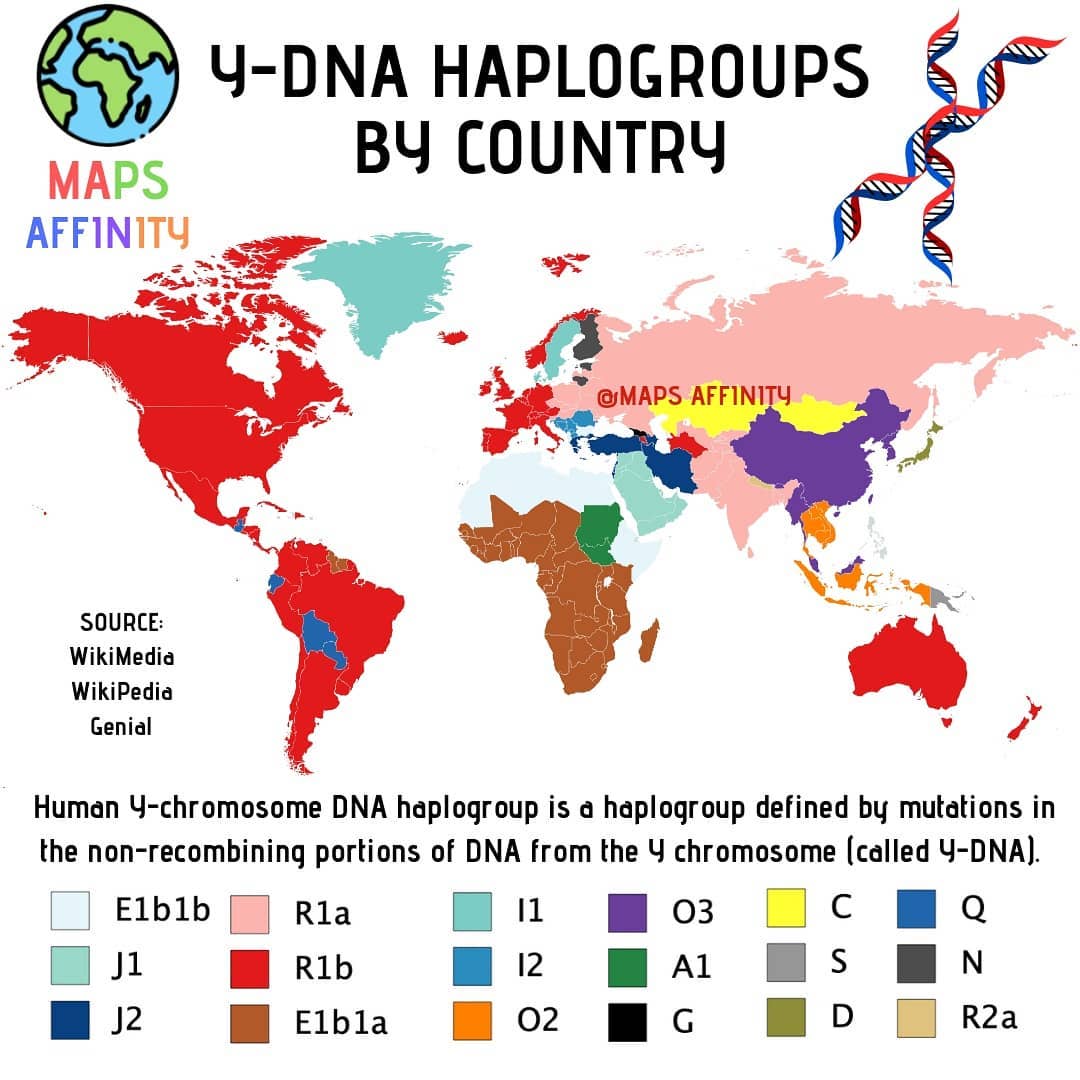 Y-DNA HAPLOGROUPS
BY COUNTRY
MAPS
AFFINITY
@MAPS AFFINITY
SOURCE:
WikiMedia
WikiPedia
Genial
Human Y-chromosome DNA haplogroup is a haplogroup defined by mutations in
the non-recombining portions of DNA from the Y chromosome (called Y-DNA).
E1b1b
R1a
I1
O3
C
Q
J1
R1b
I2
A1
S
N
J2
E1b1a
O2
G
D
R2a